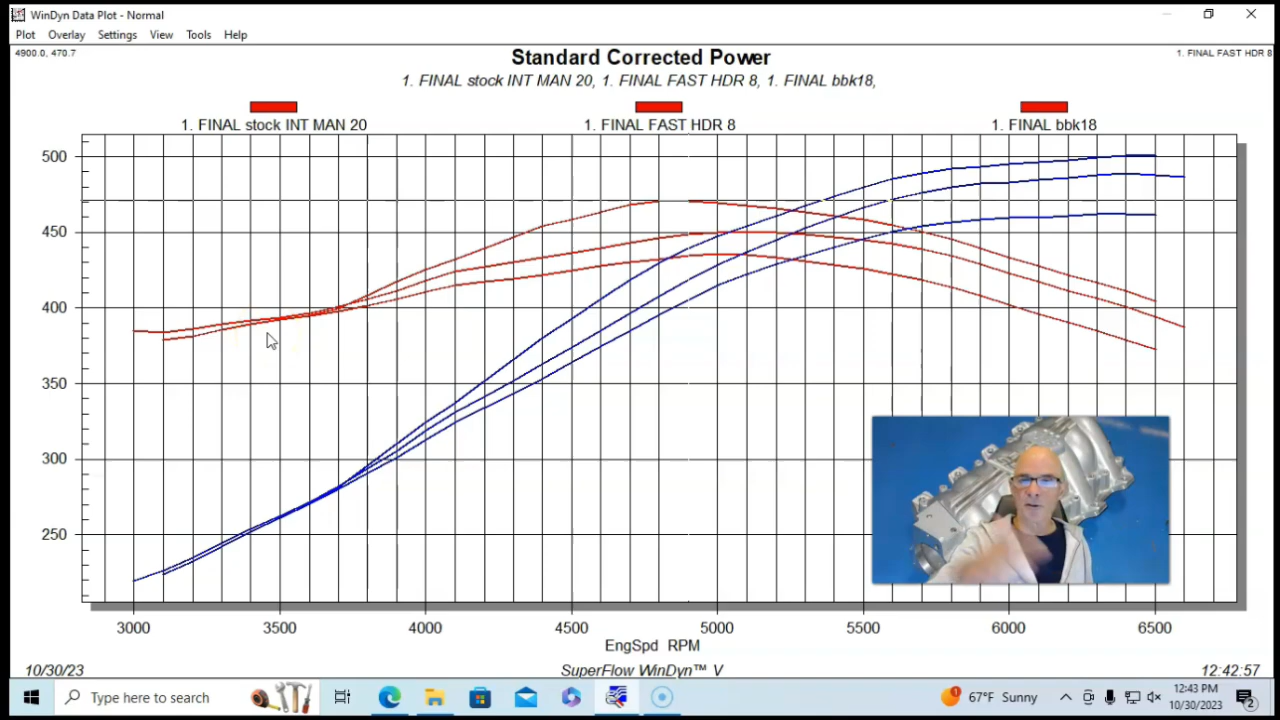 WinDyn Data Plot - Normal
Plot Overlay Settings View Tools Help
4900.0, 470.7
1. FINAL FAST HDR 8
Standard Corrected Power
1. FINAL stock INT MAN 20, 1. FINAL FAST HDR 8, 1. FINAL bbk18,
1. FINAL stock INT MAN 20
1. FINAL FAST HDR 8
1. FINAL bbk18
500
450
400
350
300
250
3000 3500 4000 4500 5000 5500 6000 6500
EngSpd RPM
10/30/23
SuperFlow WinDyn™ V
12:42:57
Type here to search
1
67°F Sunny
12:43 PM
10/30/2023
2